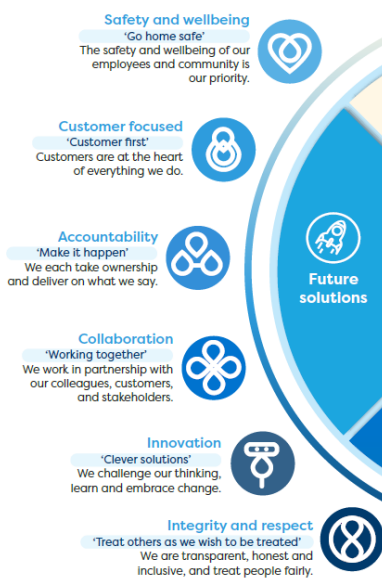 Safety and wellbeing
'Go home safe'
The safety and wellbeing of our
employees and community is
our priority.
Customer focused
'Customer first'
Customers are at the heart
of everything we do.
Accountability
'Make it happen'
We each take ownership
and deliver on what we say.
Future
solutions
Collaboration
'Working together'
We work in partnership with
our colleagues, customers,
and stakeholders.
Innovation
'Clever solutions'
We challenge our thinking,
learn and embrace change.
Integrity and respect
'Treat others as we wish to be treated'
We are transparent, honest and
inclusive, and treat people fairly.